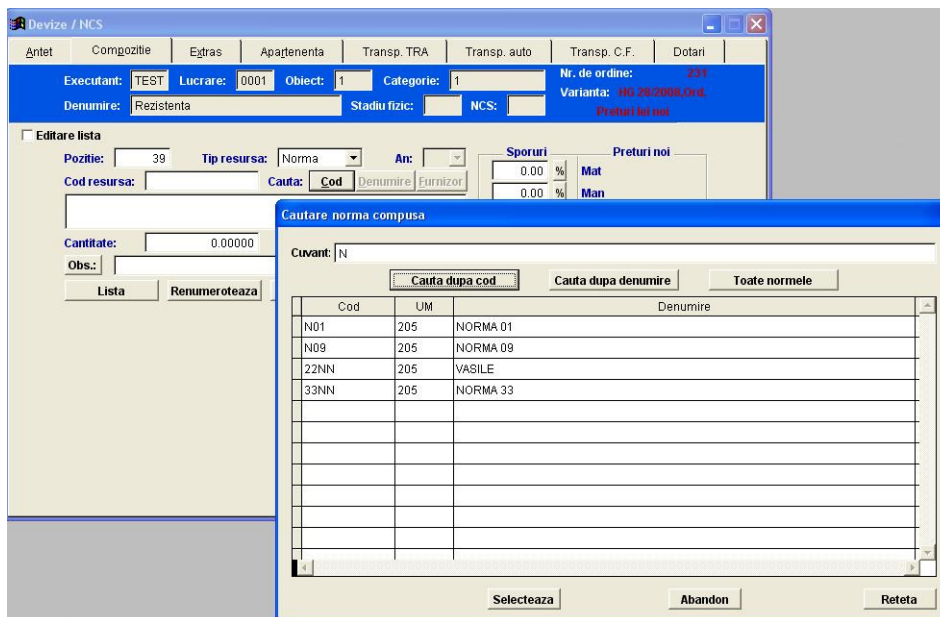 Devize / NCS
Antet Compozitie Extras Apartenenta Transp. TRA Transp. auto Transp. C.F. Dotari
Executant: TEST Lucrare: 0001 Obiect: 1 Categorie: 1 Nr. de ordine: 231
Varianta: HG 28/2008,Ord,
Denumire: Rezistenta Stadiu fizic: NCS: Preturi lei noi
Editare lista
Pozitie: 39 Tip resursa: Norma An: Sporuri Preturi noi
0.00 % Mat
Cod resursa: Cauta: Cod Denumire Furnizor 0.00 % Man
Cantitate: 0.00000
Obs.:
Lista Renumeroteaza
Cautare norma compusa
Cuvant: N
Cauta dupa cod Cauta dupa denumire Toate normele
Cod UM Denumire
N01 205 NORMA 01
N09 205 NORMA 09
22NN 205 VASILE
33NN 205 NORMA 33
Selecteaza Abandon Reteta